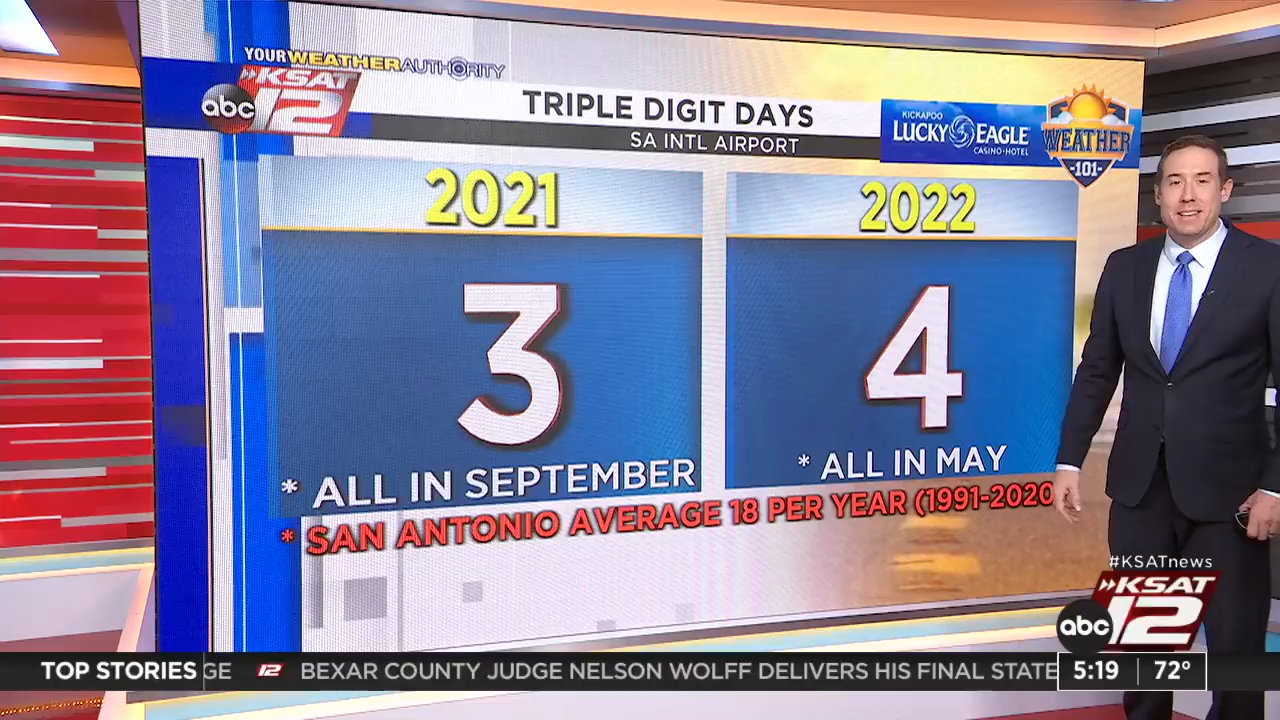 YOUR WEATHER AUTHORITY
KSAT
abc 12
TRIPLE DIGIT DAYS
SA INTL AIRPORT
KICKAPOO
LUCKY EAGLE
CASINO•HOTEL
WEATHER
-101-
2021
2022
3
4
* ALL IN SEPTEMBER
* ALL IN MAY
* SAN ANTONIO AVERAGE 18 PER YEAR (1991-2020
#KSATnews
KSAT
abc 12
TOP STORIES GE 12 BEXAR COUNTY JUDGE NELSON WOLFF DELIVERS HIS FINAL STATE 5:19 72°